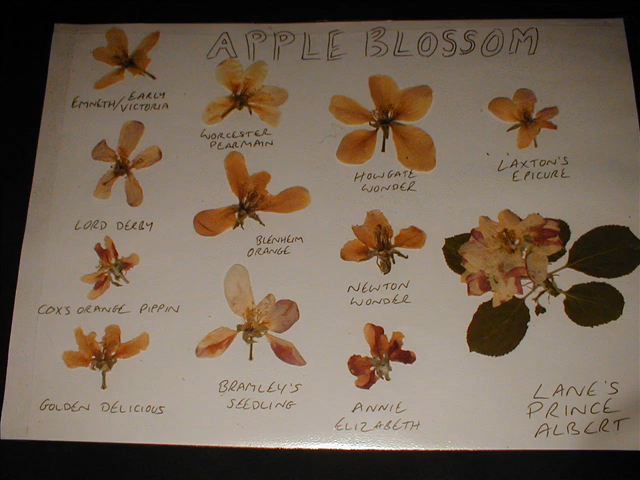 APPLE BLOSSOM
EMNETH/EARLY
VICTORIA
WORCESTER
PEARMAIN
HOWGATE
WONDER
LAXTON'S
EPICURE
LORD DERBY
BLENHEIM
ORANGE
NEWTON
WONDER
COXS ORANGE PIPPIN
GOLDEN DELICIOUS
BRAMLEY'S
SEEDLING
ANNIE
ELIZABETH
LANE'S
PRINCE
ALBERT